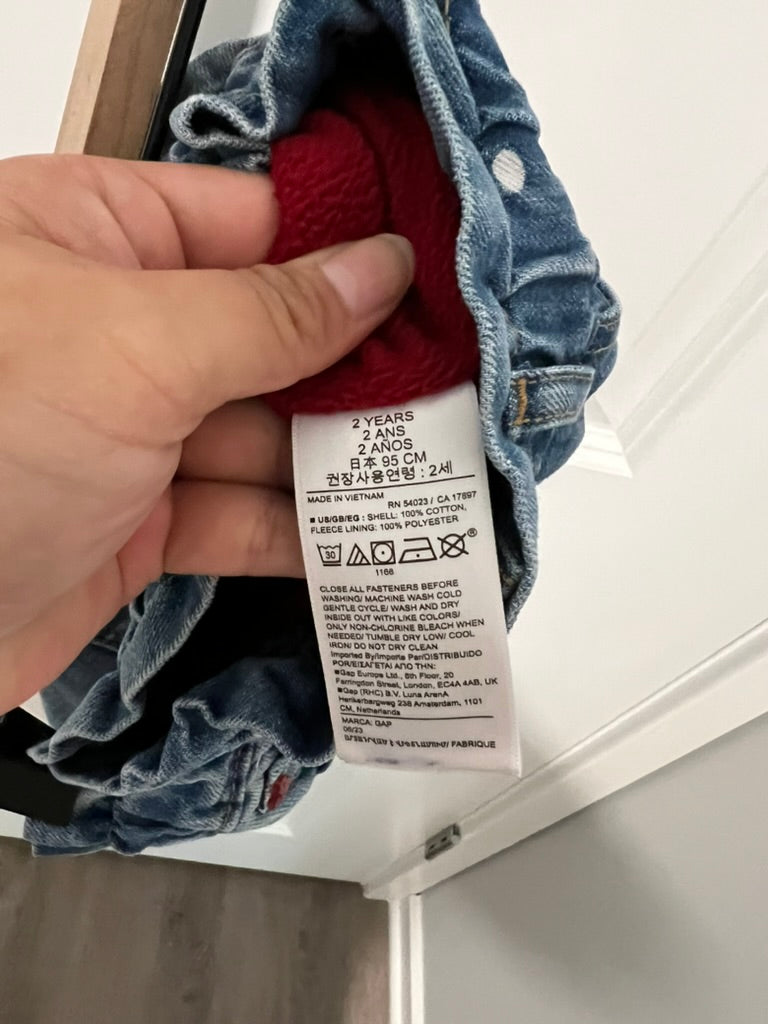 2 YEARS
2 ANS
2 AÑOS
日本 95 CM
권장사용연령 : 2세
MADE IN VIETNAM
RN 54023 / CA 17897
■ US/GB/EG : SHELL: 100% COTTON,
FLEECE LINING: 100% POLYESTER
30
®
1166
CLOSE ALL FASTENERS BEFORE
WASHING/ MACHINE WASH COLD
GENTLE CYCLE/ WASH AND DRY
INSIDE OUT WITH LIKE COLORS/
ONLY NON-CHLORINE BLEACH WHEN
NEEDED/ TUMBLE DRY LOW/ COOL
IRON/ DO NOT DRY CLEAN
Imported By/Importe Par/DISTRIBUIDO
POR/ΕΙΣΑΓΕΤΑΙ ΑΠΟ ΤΗΝ:
■Gap Europe Ltd., 6th Floor, 20
Farringdon Street, London, EC4A 4AB, UK
■Gap (RHC) B.V. Luna ArenA
Herikerbergweg 238 Amsterdam, 1101
CM, Netherlands
MARCA: GAP
06/23
FABRIQUE